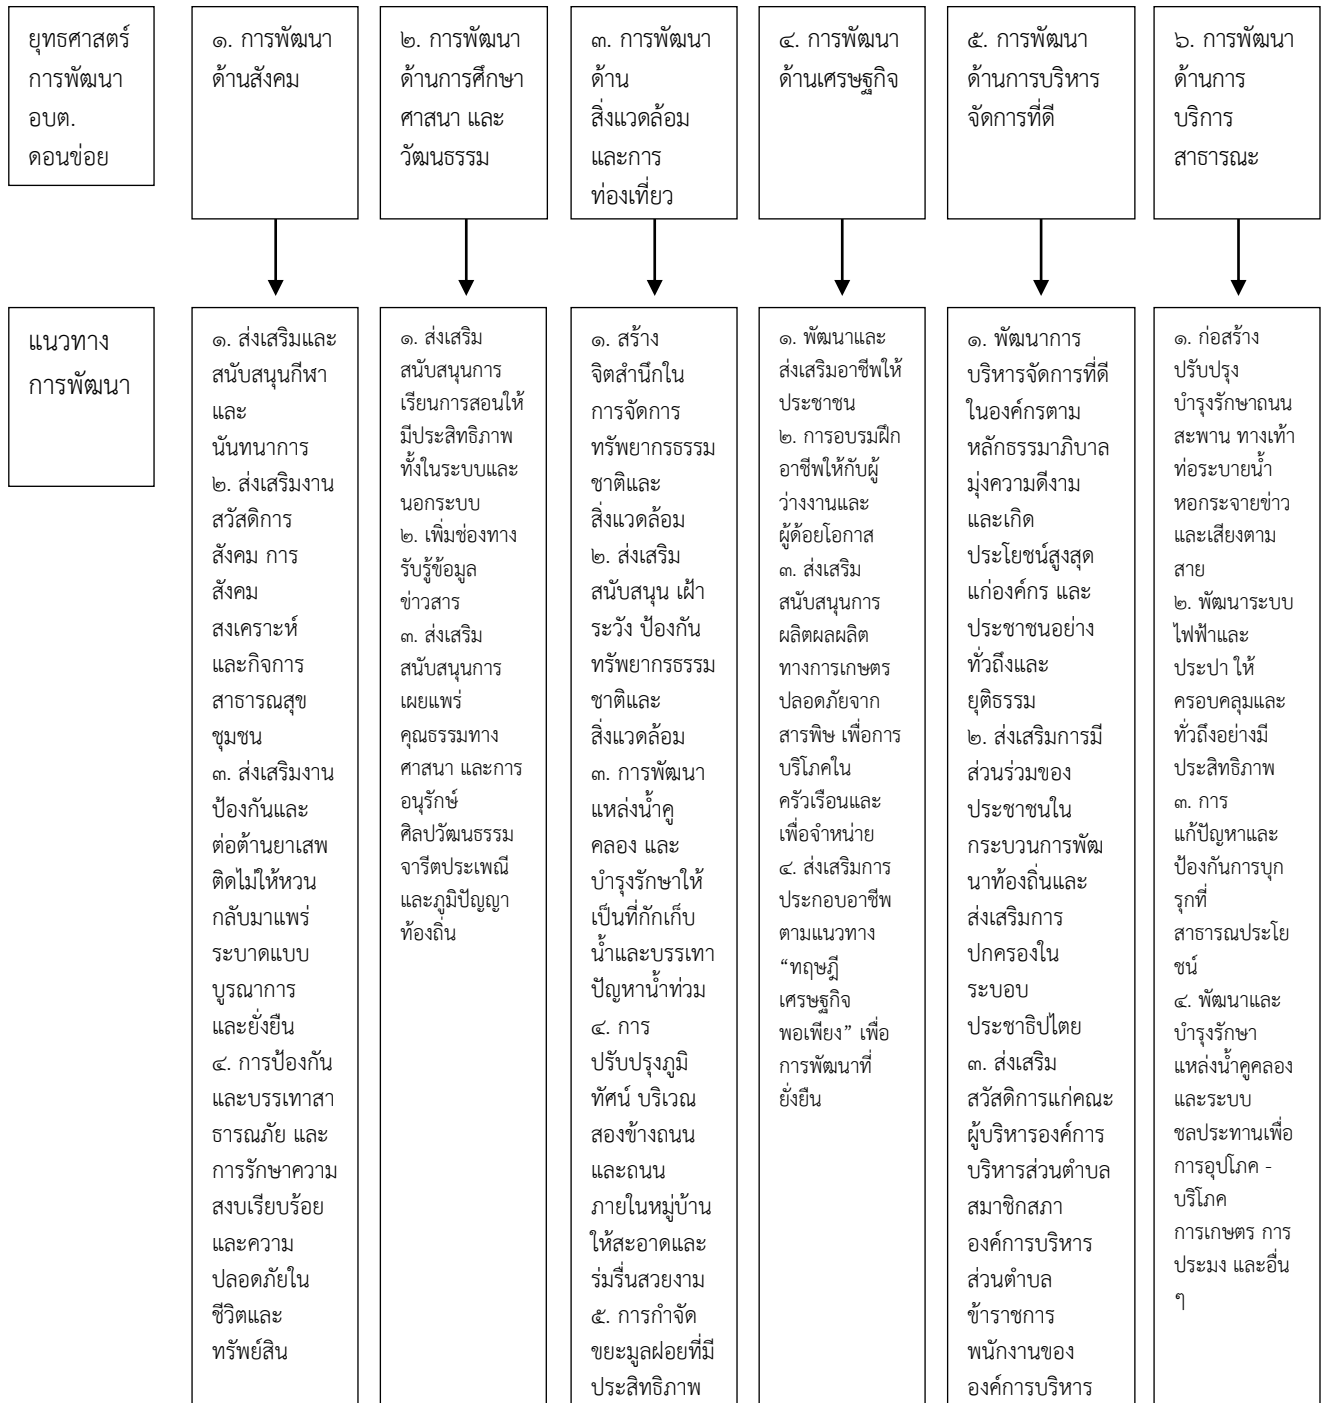 ยุทธศาสตร์
การพัฒนา
อบต.
ดอนข่อย
๑. การพัฒนา
ด้านสังคม
๒. การพัฒนา
ด้านการศึกษา
ศาสนา และ
วัฒนธรรม
๓. การพัฒนา
ด้าน
สิ่งแวดล้อม
และการ
ท่องเที่ยว
๔. การพัฒนา
ด้านเศรษฐกิจ
๕. การพัฒนา
ด้านการบริหาร
จัดการที่ดี
๖. การพัฒนา
ด้านการ
บริการ
สาธารณะ
แนวทาง
การพัฒนา
๑. ส่งเสริมและ
สนับสนุนกีฬา
และ
นันทนาการ
๒. ส่งเสริมงาน
สวัสดิการ
สังคม การ
สังคม
สงเคราะห์
และกิจการ
สาธารณสุข
ชุมชน
๓. ส่งเสริมงาน
ป้องกันและ
ต่อต้านยาเสพ
ติดไม่ให้หวน
กลับมาแพร่
ระบาดแบบ
บูรณาการ
และยั่งยืน
๔. การป้องกัน
และบรรเทาสา
ธารณภัย และ
การรักษาความ
สงบเรียบร้อย
และความ
ปลอดภัยใน
ชีวิตและ
ทรัพย์สิน
๑. ส่งเสริม
สนับสนุนการ
เรียนการสอนให้
มีประสิทธิภาพ
ทั้งในระบบและ
นอกระบบ
๒. เพิ่มช่องทาง
รับรู้ข้อมูล
ข่าวสาร
๓. ส่งเสริม
สนับสนุนการ
เผยแพร่
คุณธรรมทาง
ศาสนา และการ
อนุรักษ์
ศิลปวัฒนธรรม
จารีตประเพณี
และภูมิปัญญา
ท้องถิ่น
๑. สร้าง
จิตสำนึกใน
การจัดการ
ทรัพยากรธรรม
ชาติและ
สิ่งแวดล้อม
๒. ส่งเสริม
สนับสนุน เฝ้า
ระวัง ป้องกัน
ทรัพยากรธรรม
ชาติและ
สิ่งแวดล้อม
๓. การพัฒนา
แหล่งน้ำคู
คลอง และ
บำรุงรักษาให้
เป็นที่กักเก็บ
น้ำและบรรเทา
ปัญหาน้ำท่วม
๔. การ
ปรับปรุงภูมิ
ทัศน์ บริเวณ
สองข้างถนน
และถนน
ภายในหมู่บ้าน
ให้สะอาดและ
ร่มรื่นสวยงาม
๕. การกำจัด
ขยะมูลฝอยที่มี
ประสิทธิภาพ
๑. พัฒนาและ
ส่งเสริมอาชีพให้
ประชาชน
๒. การอบรมฝึก
อาชีพให้กับผู้
ว่างงานและ
ผู้ด้อยโอกาส
๓. ส่งเสริม
สนับสนุนการ
ผลิตผลผลิต
ทางการเกษตร
ปลอดภัยจาก
สารพิษ เพื่อการ
บริโภคใน
ครัวเรือนและ
เพื่อจำหน่าย
๔. ส่งเสริมการ
ประกอบอาชีพ
ตามแนวทาง
“ทฤษฎี
เศรษฐกิจ
พอเพียง” เพื่อ
การพัฒนาที่
ยั่งยืน
๑. พัฒนาการ
บริหารจัดการที่ดี
ในองค์กรตาม
หลักธรรมาภิบาล
มุ่งความดีงาม
และเกิด
ประโยชน์สูงสุด
แก่องค์กร และ
ประชาชนอย่าง
ทั่วถึงและ
ยุติธรรม
๒. ส่งเสริมการมี
ส่วนร่วมของ
ประชาชนใน
กระบวนการพัฒ
นาท้องถิ่นและ
ส่งเสริมการ
ปกครองใน
ระบอบ
ประชาธิปไตย
๓. ส่งเสริม
สวัสดิการแก่คณะ
ผู้บริหารองค์การ
บริหารส่วนตำบล
สมาชิกสภา
องค์การบริหาร
ส่วนตำบล
ข้าราชการ
พนักงานของ
องค์การบริหาร
๑. ก่อสร้าง
ปรับปรุง
บำรุงรักษาถนน
สะพาน ทางเท้า
ท่อระบายน้ำ
หอกระจายข่าว
และเสียงตาม
สาย
๒. พัฒนาระบบ
ไฟฟ้าและ
ประปา ให้
ครอบคลุมและ
ทั่วถึงอย่างมี
ประสิทธิภาพ
๓. การ
แก้ปัญหาและ
ป้องกันการบุก
รุกที่
สาธารณประโย
ชน์
๔. พัฒนาและ
บำรุงรักษา
แหล่งน้ำคูคลอง
และระบบ
ชลประทานเพื่อ
การอุปโภค -
บริโภค
การเกษตร การ
ประมง และอื่น
ๆ